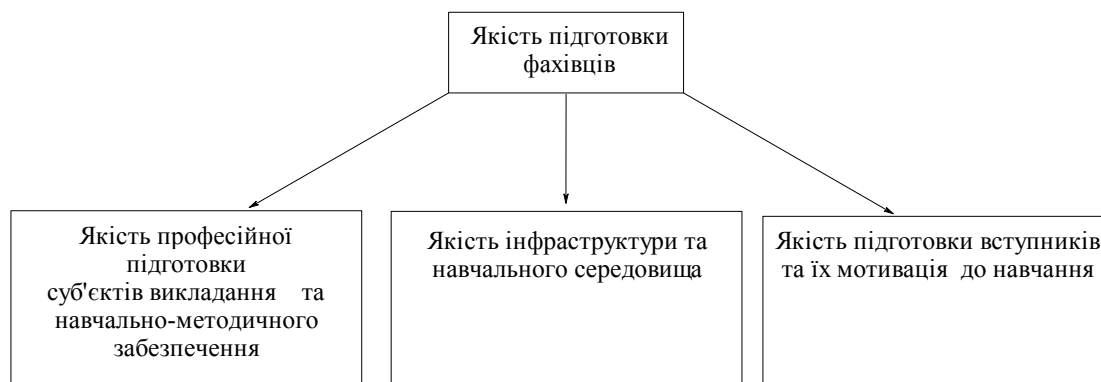 Якість підготовки
фахівців
Якість професійної
підготовки
суб'єктів викладання та
навчально-методичного
забезпечення
Якість інфраструктури та
навчального середовища
Якість підготовки вступників
та їх мотивація до навчання